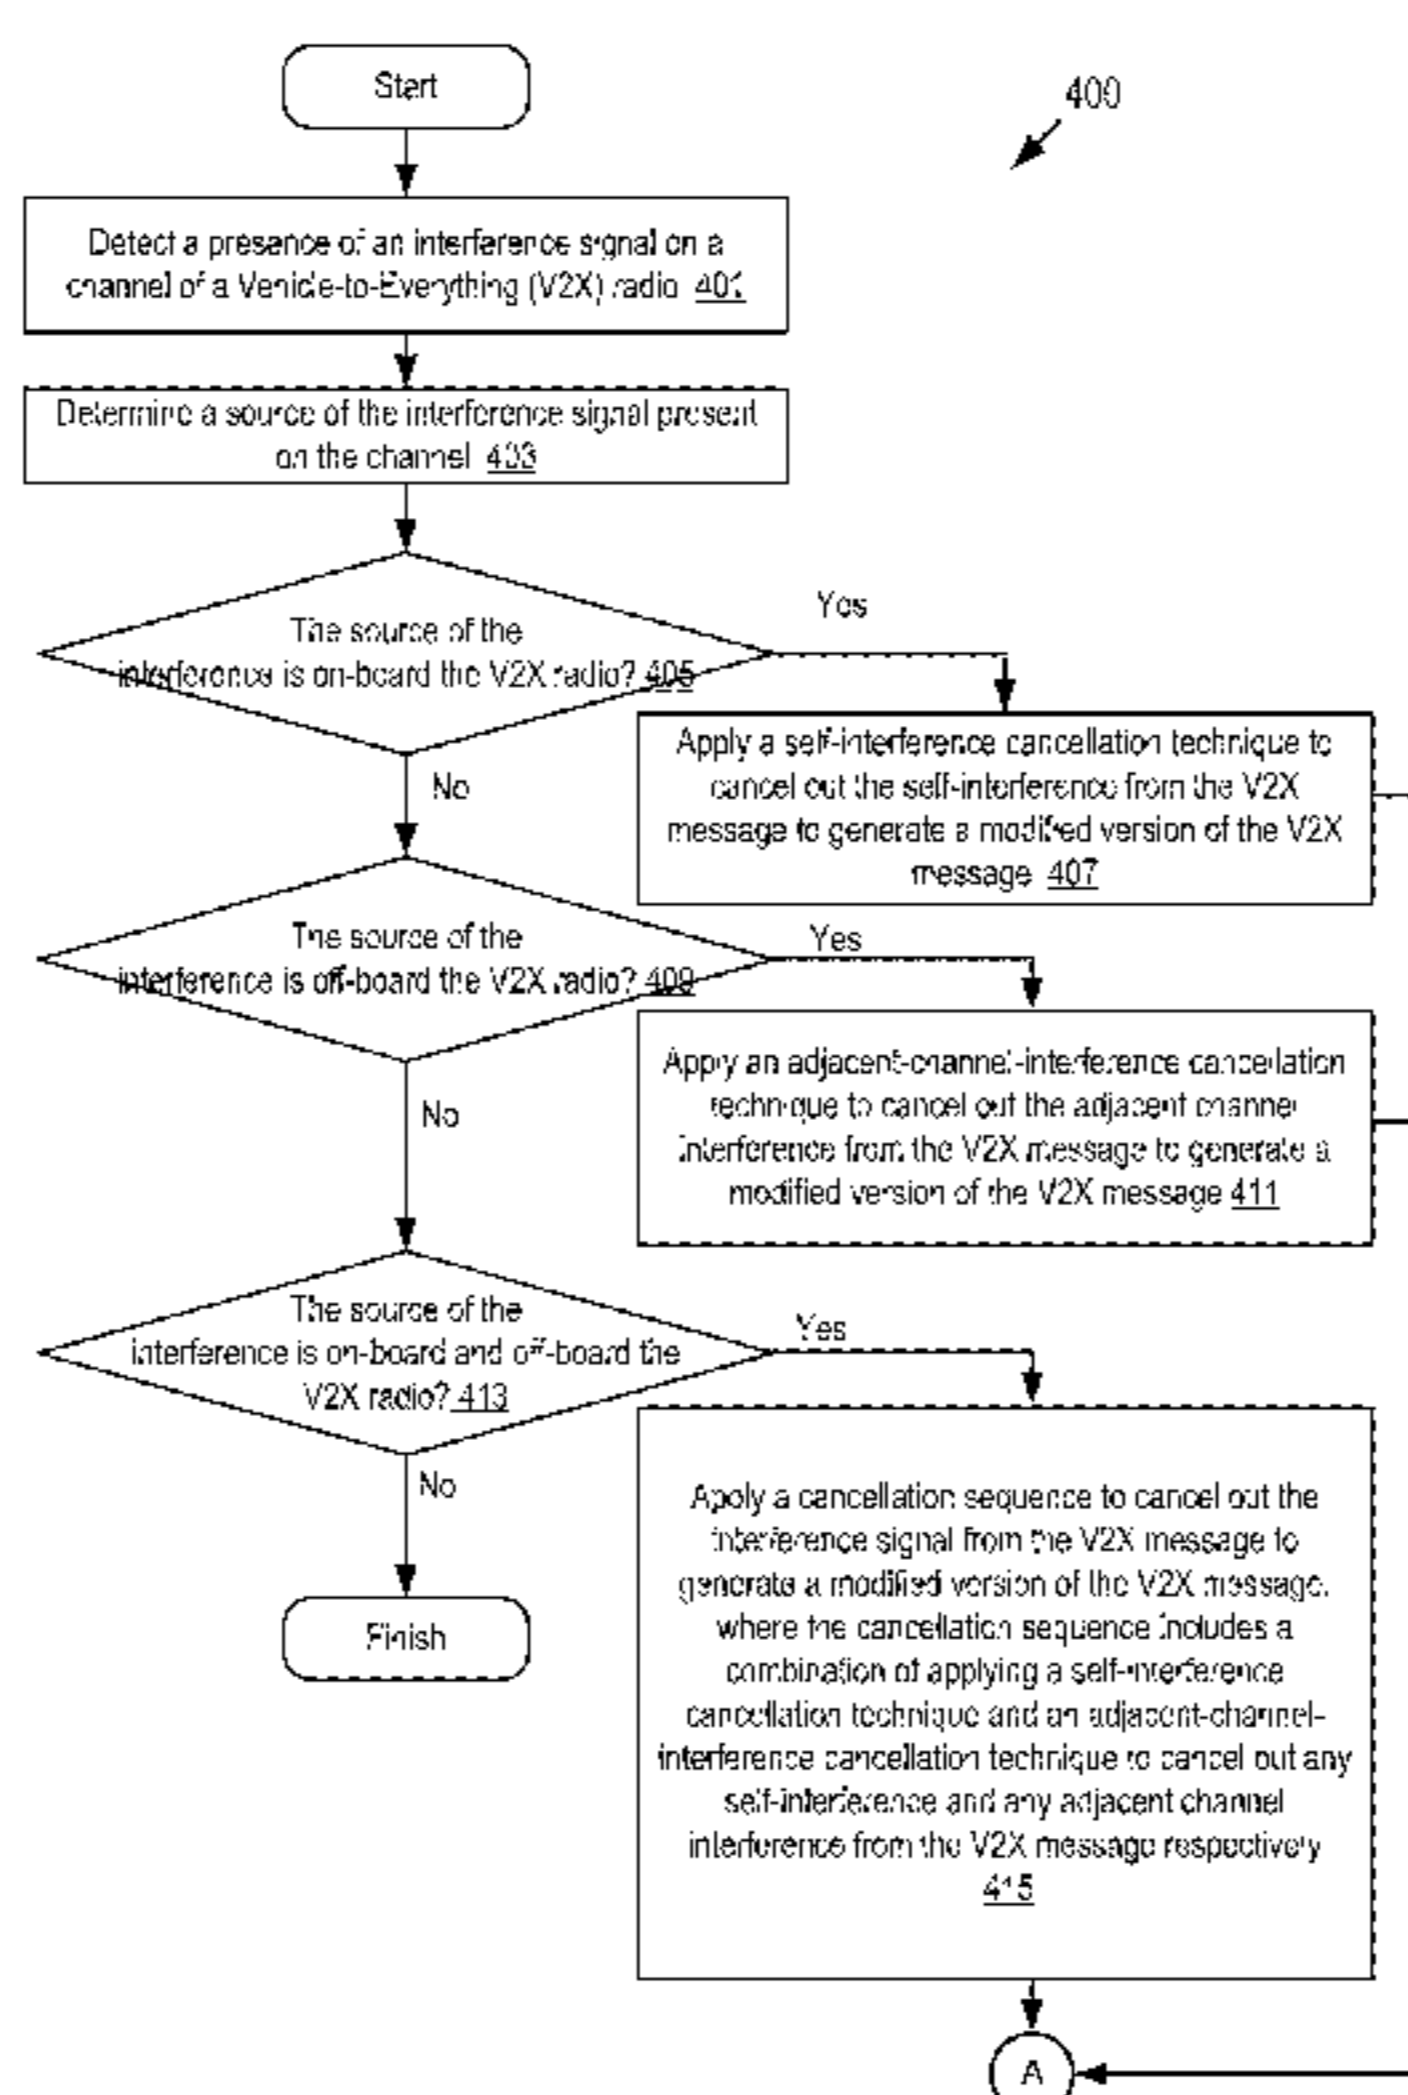 Start
400
Detect a presence of an interference signal on a
channel of a Vehicle-to-Everything (V2X) radio 401
Determine a source of the interference signal present
on the channel 403
The source of the
interference is on-board the V2X radio? 405
Yes
No
Apply a self-interference cancellation technique to
cancel out the self-interference from the V2X
message to generate a modified version of the V2X
message 407
The source of the
interference is off-board the V2X radio? 409
Yes
No
Apply an adjacent-channel-interference cancellation
technique to cancel out the adjacent channel
interference from the V2X message to generate a
modified version of the V2X message 411
The source of the
interference is on-board and off-board the
V2X radio? 413
Yes
No
Apply a cancellation sequence to cancel out the
interference signal from the V2X message to
generate a modified version of the V2X message,
where the cancellation sequence includes a
combination of applying a self-interference
cancellation technique and an adjacent-channel-
interference cancellation technique to cancel out any
self-interference and any adjacent channel
interference from the V2X message respectively
415
Finish
A